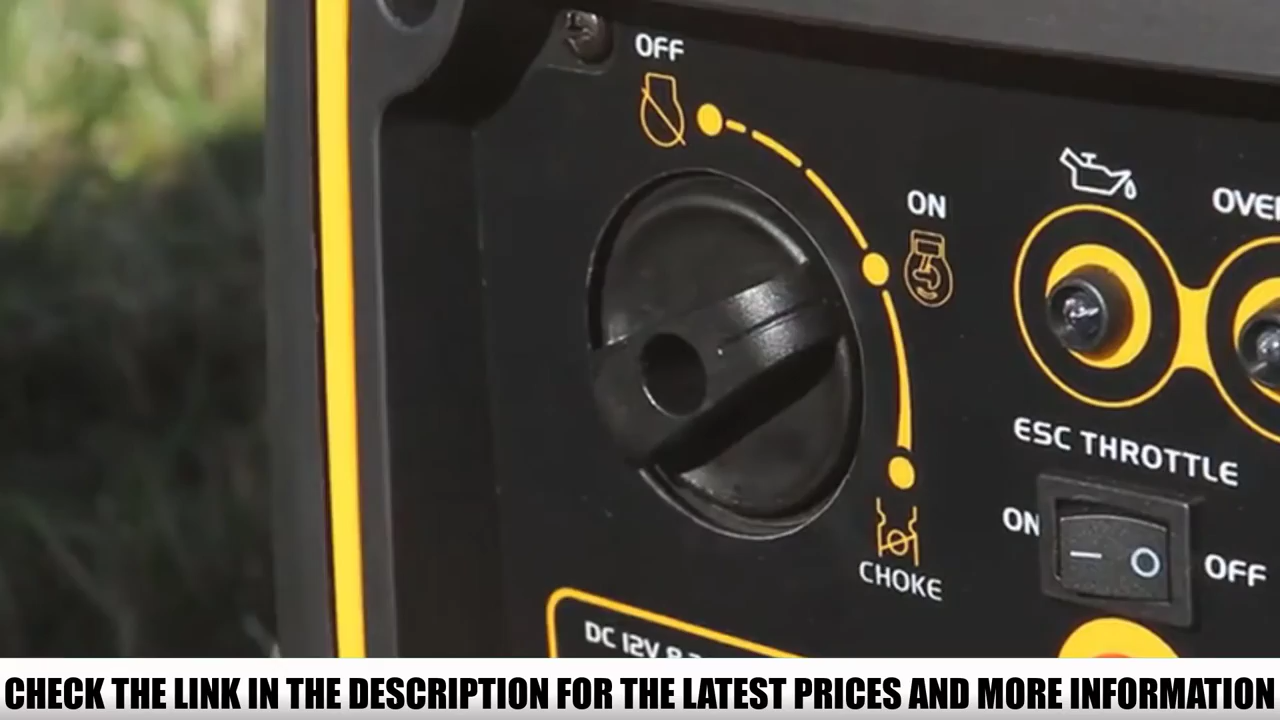 OFF
ON
ESC THROTTLE
ON
OFF
CHOKE
DC 12V
CHECK THE LINK IN THE DESCRIPTION FOR THE LATEST PRICES AND MORE INFORMATION